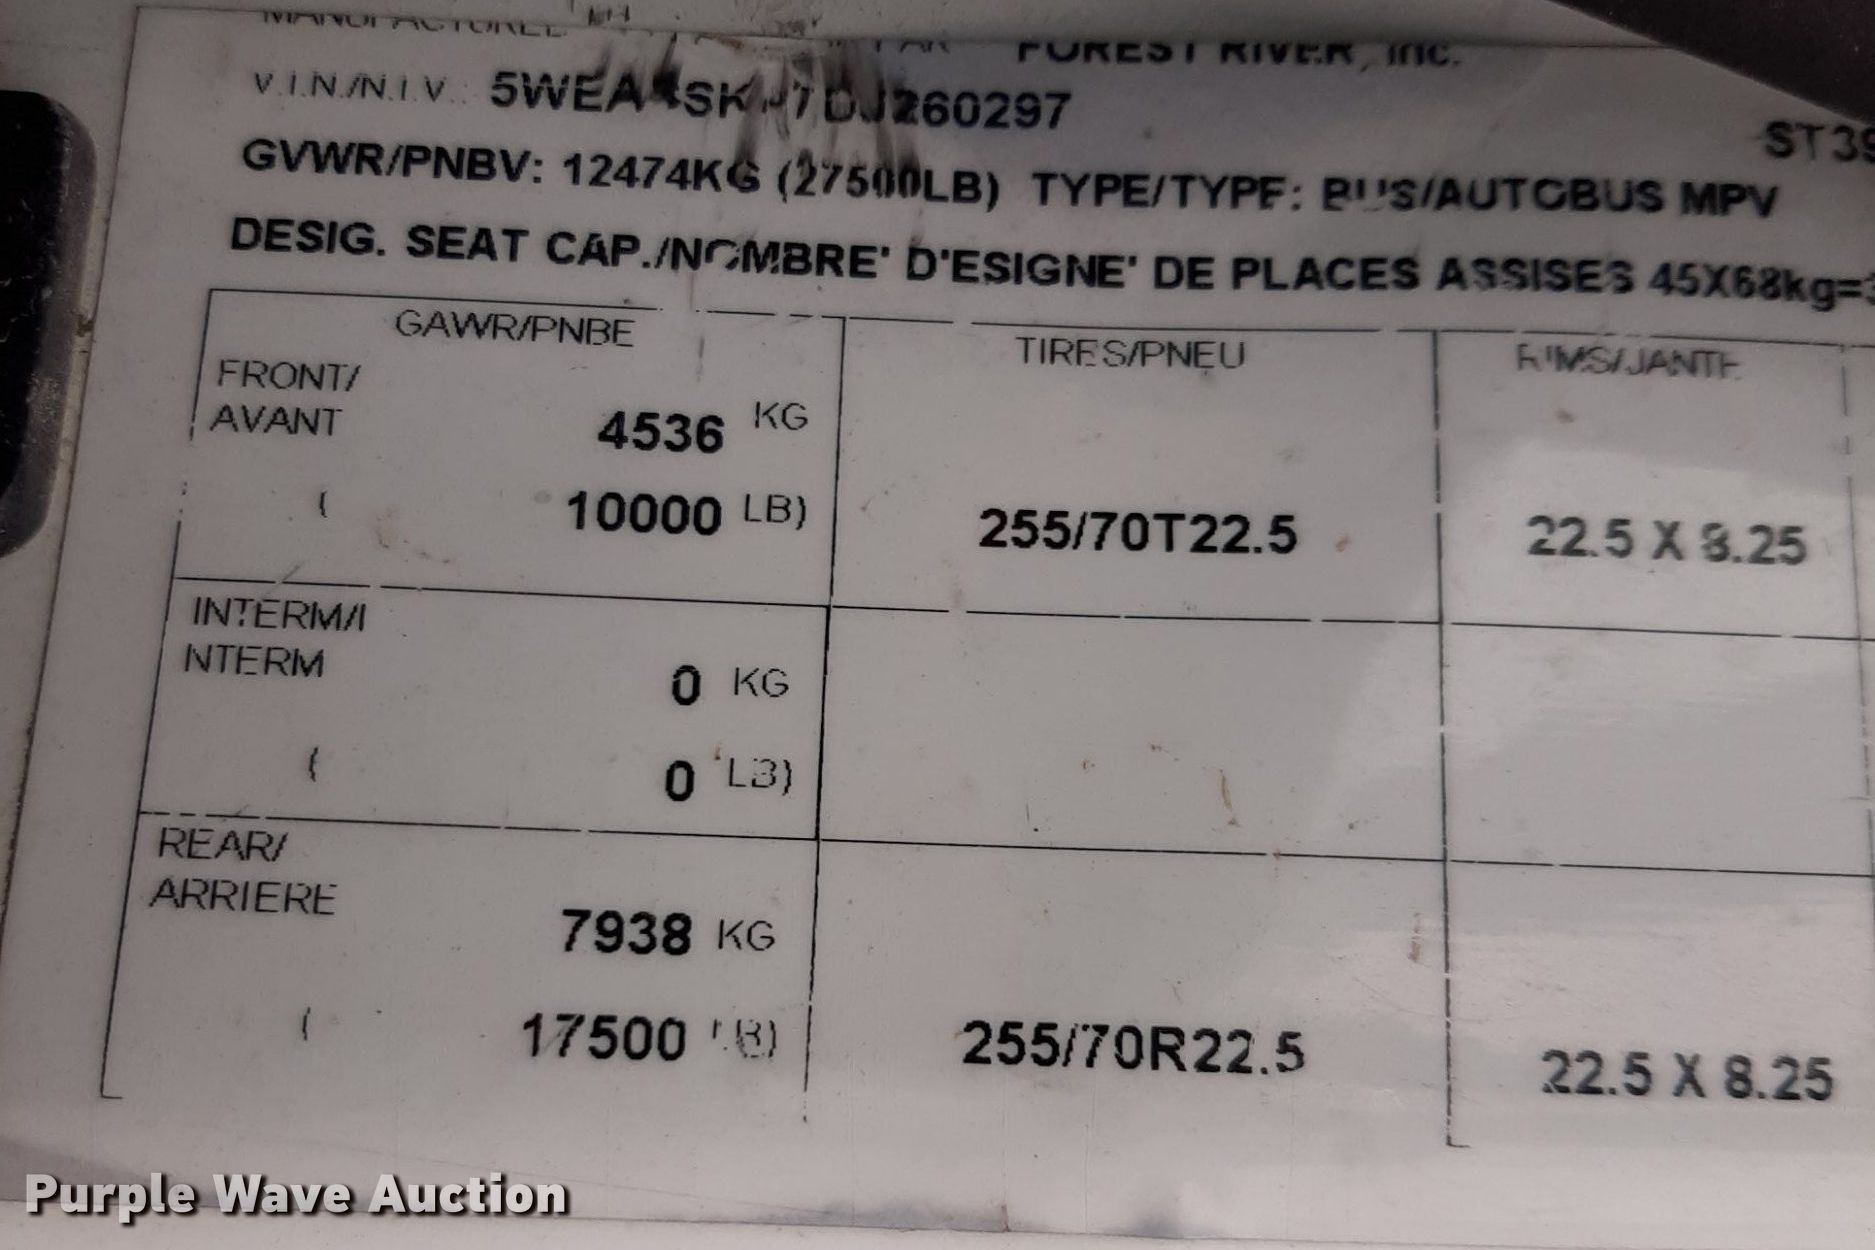 FOREST RIVER, Inc.
V.I.N./N.I.V.:
GVWR/PNBV: 12474KG (27500LB) TYPE/TYPE: BUS/AUTOBUS MPV
DESIG. SEAT CAP./NOMBRE' D'ESIGNE' DE PLACES ASSISES 45X68kg=
GAWR/PNBE
TIRES/PNEU
RIMS/JANTE
FRONT/
AVANT
4536 KG
( 10000 LB)
255/70T22.5
22.5 X 8.25
INTERM/I
NTERM
0 KG
( 0 LB)
REAR/
ARRIERE
7938 KG
( 17500 LB)
255/70R22.5
22.5 X 8.25
Purple Wave Auction